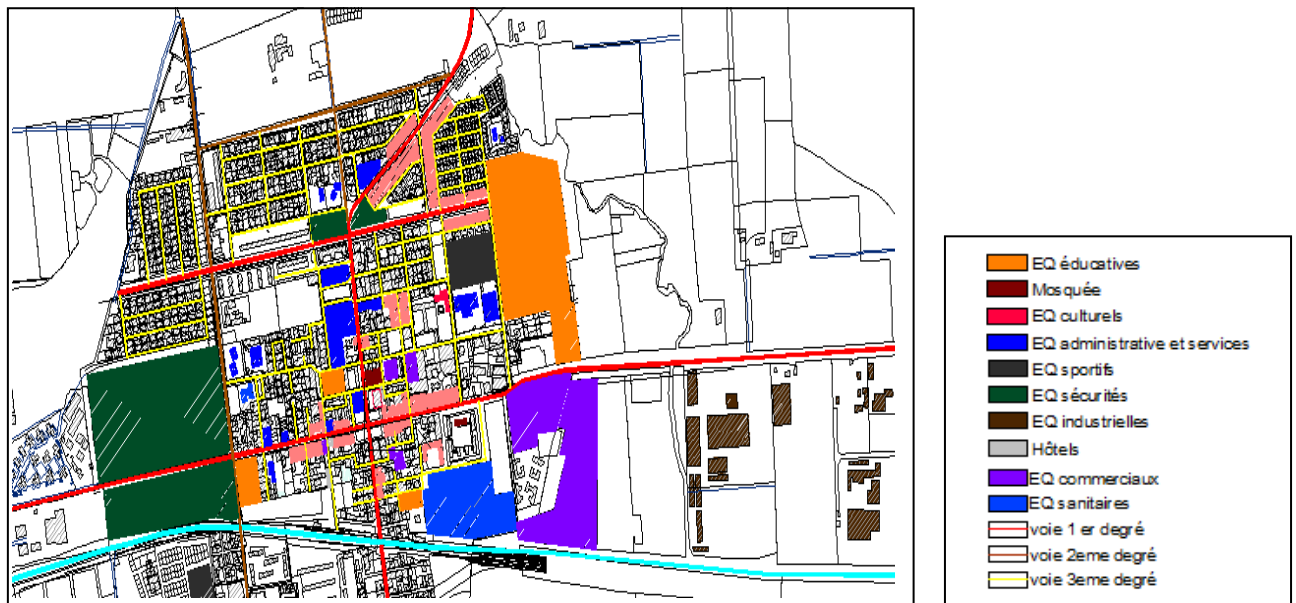 EQ éducatives
Mosquée
EQ culturels
EQ administrative et services
EQ sportifs
EQ sécurités
EQ industrielles
Hôtels
EQ commerciaux
EQ sanitaires
voie 1 er degré
voie 2eme degré
voie 3eme degré